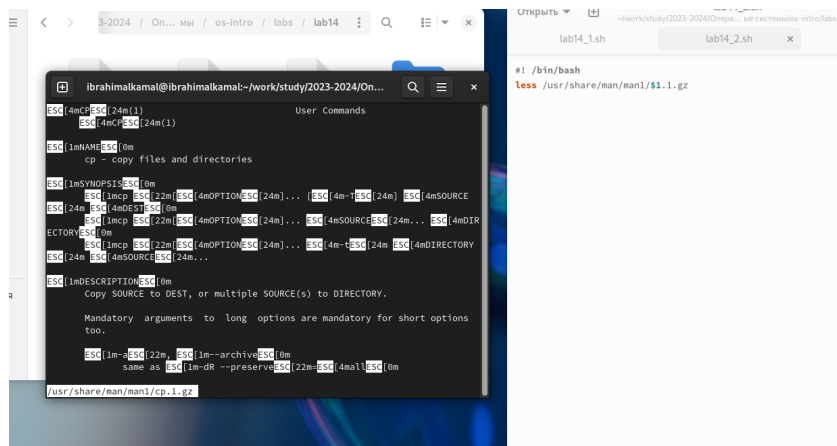 3-2024 / Оп... мы / os-intro / labs / lab14
ibrahimalkamal@ibrahimalkamal:~/work/study/2023-2024/Оп...
ESC[4mCPESC[24m(1) User Commands
ESC[4mCPESC[24m(1)
ESC[1mNAMEESC[0m
cp - copy files and directories
ESC[1mSYNOPSISESC[0m
ESC[1mcp ESC[22m[ESC[4mOPTIONESC[24m]... [ESC[4m-TESC[24m] ESC[4mSOURCE
ESC[24m ESC[4mDESTESC[0m
ESC[1mcp ESC[22m[ESC[4mOPTIONESC[24m]... ESC[4mSOURCEESC[24m... ESC[4mDIR
ECTORYESC[0m
ESC[1mcp ESC[22m[ESC[4mOPTIONESC[24m]... ESC[4m-tESC[24m ESC[4mDIRECTORY
ESC[24m ESC[4mSOURCEESC[24m...
ESC[1mDESCRIPTIONESC[0m
Copy SOURCE to DEST, or multiple SOURCE(s) to DIRECTORY.
Mandatory arguments to long options are mandatory for short options
too.
ESC[1m-aESC[22m, ESC[1m--archiveESC[0m
same as ESC[1m-dR --preserveESC[22m=ESC[4mallESC[0m
/usr/share/man/man1/cp.1.gz
я
Открыть
~/work/study/2023-2024/Опера... ые системы/os-intro/labs
lab14_1.sh lab14_2.sh
#! /bin/bash
less /usr/share/man/man1/$1.1.gz